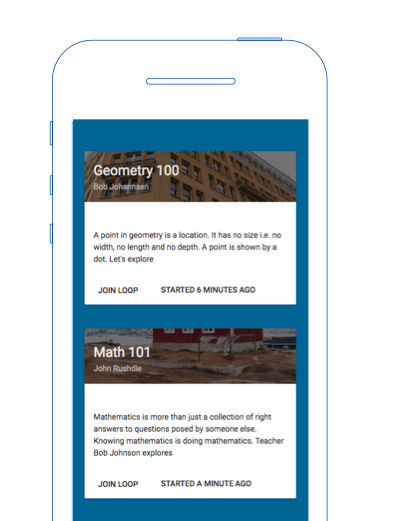 Geometry 100
Bob Johannsen
A point in geometry is a location. It has no size i.e. no
width, no length and no depth. A point is shown by a
dot. Let's explore
JOIN LOOP STARTED 6 MINUTES AGO
Math 101
John Rushdie
Mathematics is more than just a collection of right
answers to questions posed by someone else.
Knowing mathematics is doing mathematics. Teacher
Bob Johnson explores
JOIN LOOP STARTED A MINUTE AGO